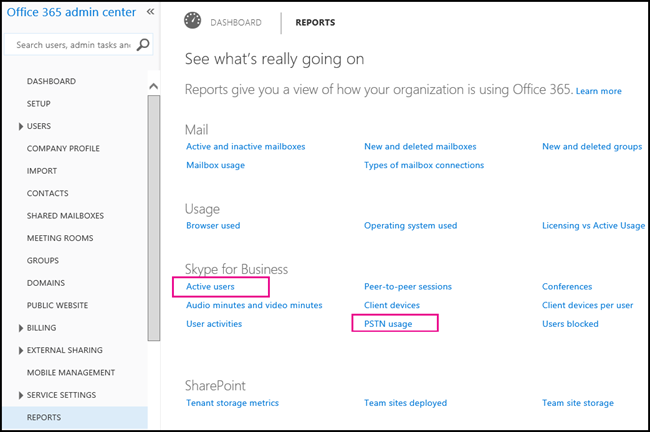 Office 365 admin center «
Search users, admin tasks and
DASHBOARD
SETUP
USERS
COMPANY PROFILE
IMPORT
CONTACTS
SHARED MAILBOXES
MEETING ROOMS
GROUPS
DOMAINS
PUBLIC WEBSITE
BILLING
EXTERNAL SHARING
MOBILE MANAGEMENT
SERVICE SETTINGS
REPORTS
DASHBOARD REPORTS
See what's really going on
Reports give you a view of how your organization is using Office 365. Learn more
Mail
Active and inactive mailboxes New and deleted mailboxes New and deleted groups
Mailbox usage Types of mailbox connections
Usage
Browser used Operating system used Licensing vs Active Usage
Skype for Business
Active users Peer-to-peer sessions Conferences
Audio minutes and video minutes Client devices Client devices per user
User activities PSTN usage Users blocked
SharePoint
Tenant storage metrics Team sites deployed Team site storage